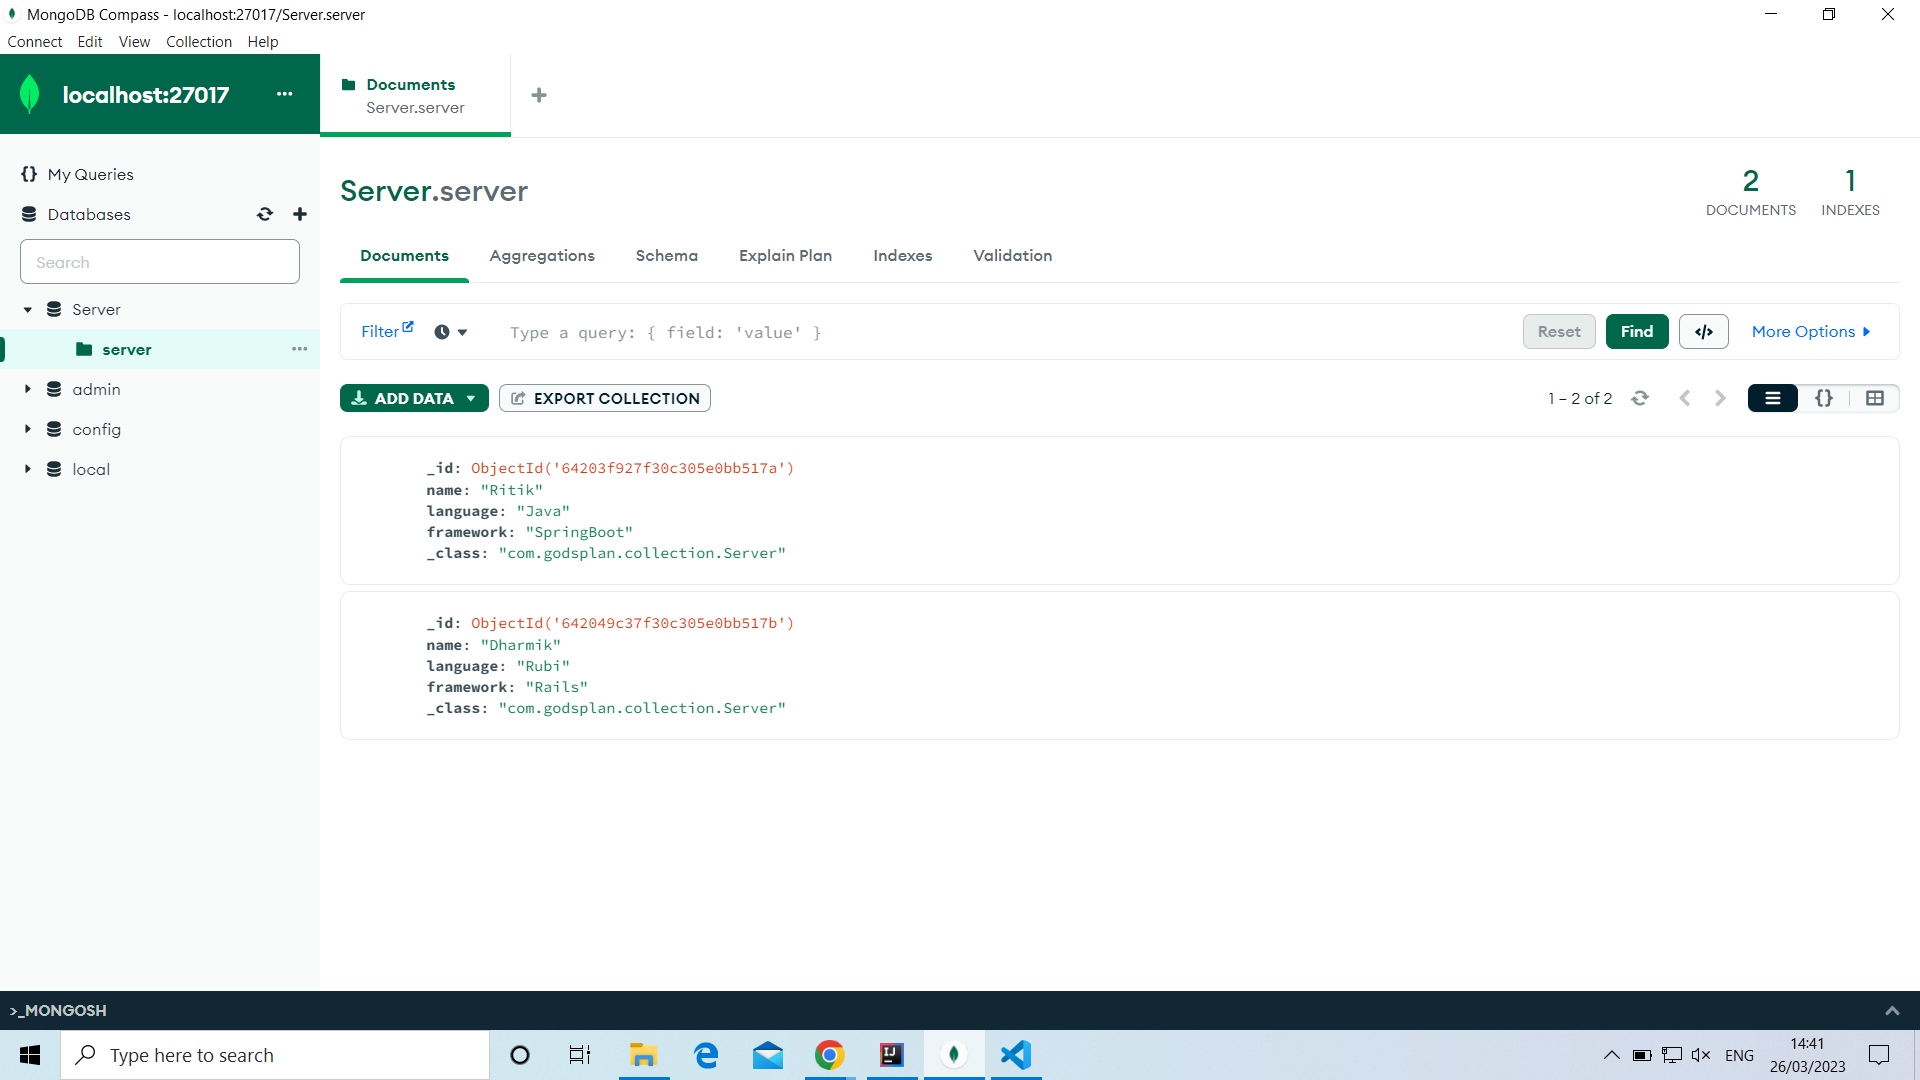 MongoDB Compass - localhost:27017/Server.server
Connect Edit View Collection Help
localhost:27017
Documents
Server.server
My Queries
Databases
Search
Server
server
admin
config
local
Server.server
2
DOCUMENTS
1
INDEXES
Documents Aggregations Schema Explain Plan Indexes Validation
Filter Type a query: { field: 'value' } Reset Find </> More Options
ADD DATA EXPORT COLLECTION 1 – 2 of 2 {}
_id: ObjectId('64203f927f30c305e0bb517a')
name: "Ritik"
language: "Java"
framework: "SpringBoot"
_class: "com.godsplan.collection.Server"
_id: ObjectId('642049c37f30c305e0bb517b')
name: "Dharmik"
language: "Rubi"
framework: "Rails"
_class: "com.godsplan.collection.Server"
>_MONGOSH
Type here to search
IJ
ENG
14:41
26/03/2023